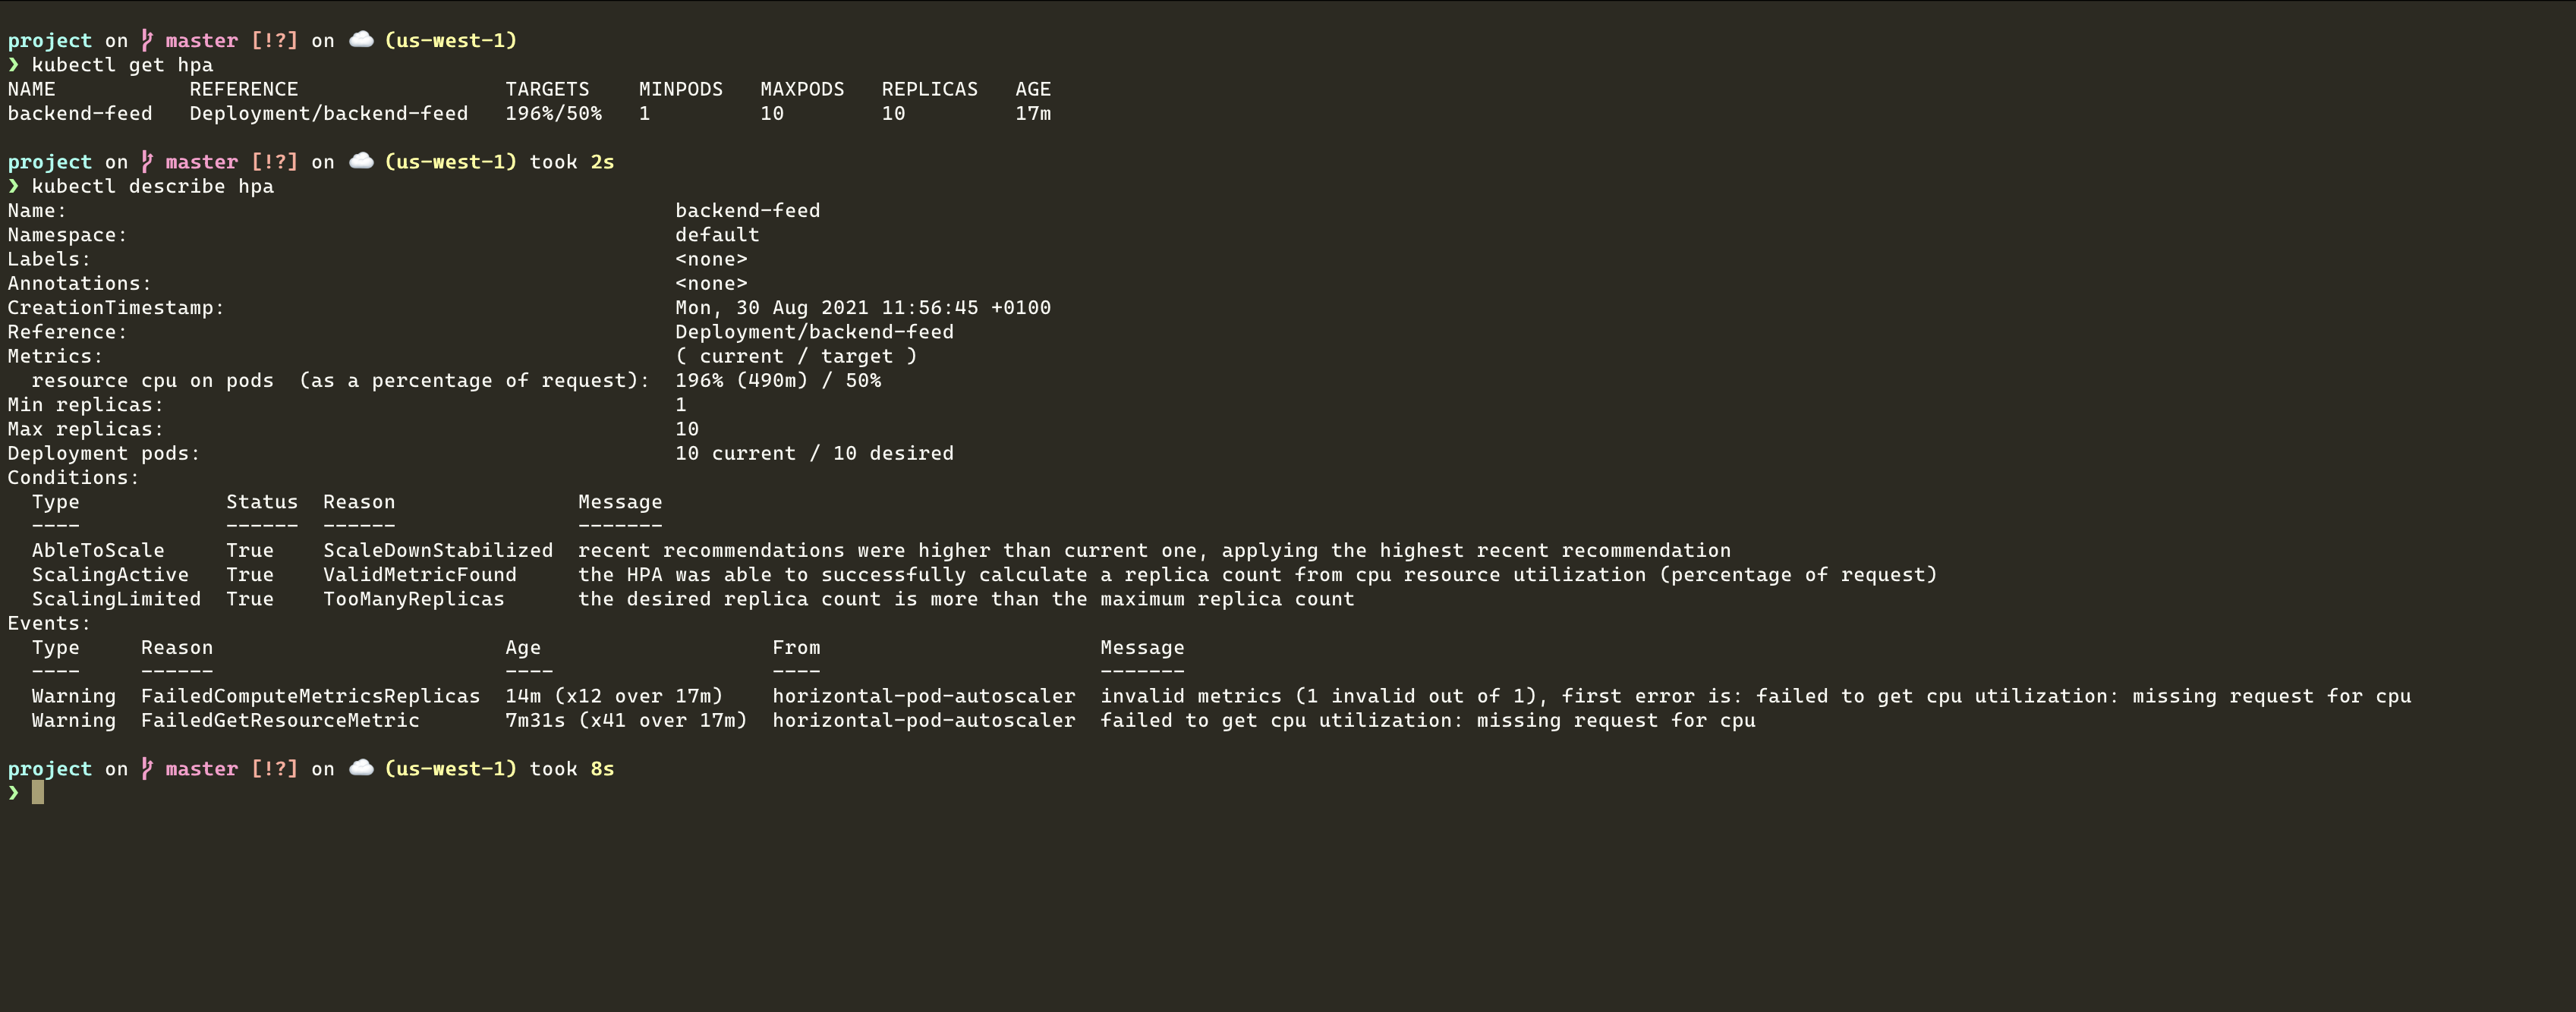 project on master [!?] on ☁️ (us-west-1)
❯ kubectl get hpa
NAME           REFERENCE                 TARGETS    MINPODS   MAXPODS   REPLICAS   AGE
backend-feed   Deployment/backend-feed   196%/50%   1         10        10         17m
project on master [!?] on ☁️ (us-west-1) took 2s
❯ kubectl describe hpa
Name:                                                  backend-feed
Namespace:                                             default
Labels:                                                <none>
Annotations:                                           <none>
CreationTimestamp:                                     Mon, 30 Aug 2021 11:56:45 +0100
Reference:                                             Deployment/backend-feed
Metrics:                                               ( current / target )
  resource cpu on pods  (as a percentage of request):  196% (490m) / 50%
Min replicas:                                          1
Max replicas:                                          10
Deployment pods:                                       10 current / 10 desired
Conditions:
  Type            Status  Reason               Message
  ----            ------  ------               -------
  AbleToScale     True    ScaleDownStabilized  recent recommendations were higher than current one, applying the highest recent recommendation
  ScalingActive   True    ValidMetricFound     the HPA was able to successfully calculate a replica count from cpu resource utilization (percentage of request)
  ScalingLimited  True    TooManyReplicas      the desired replica count is more than the maximum replica count
Events:
  Type     Reason                        Age                   From                       Message
  ----     ------                        ----                  ----                       -------
  Warning  FailedComputeMetricsReplicas  14m (x12 over 17m)    horizontal-pod-autoscaler  invalid metrics (1 invalid out of 1), first error is: failed to get cpu utilization: missing request for cpu
  Warning  FailedGetResourceMetric       7m31s (x41 over 17m)  horizontal-pod-autoscaler  failed to get cpu utilization: missing request for cpu
project on master [!?] on ☁️ (us-west-1) took 8s
❯